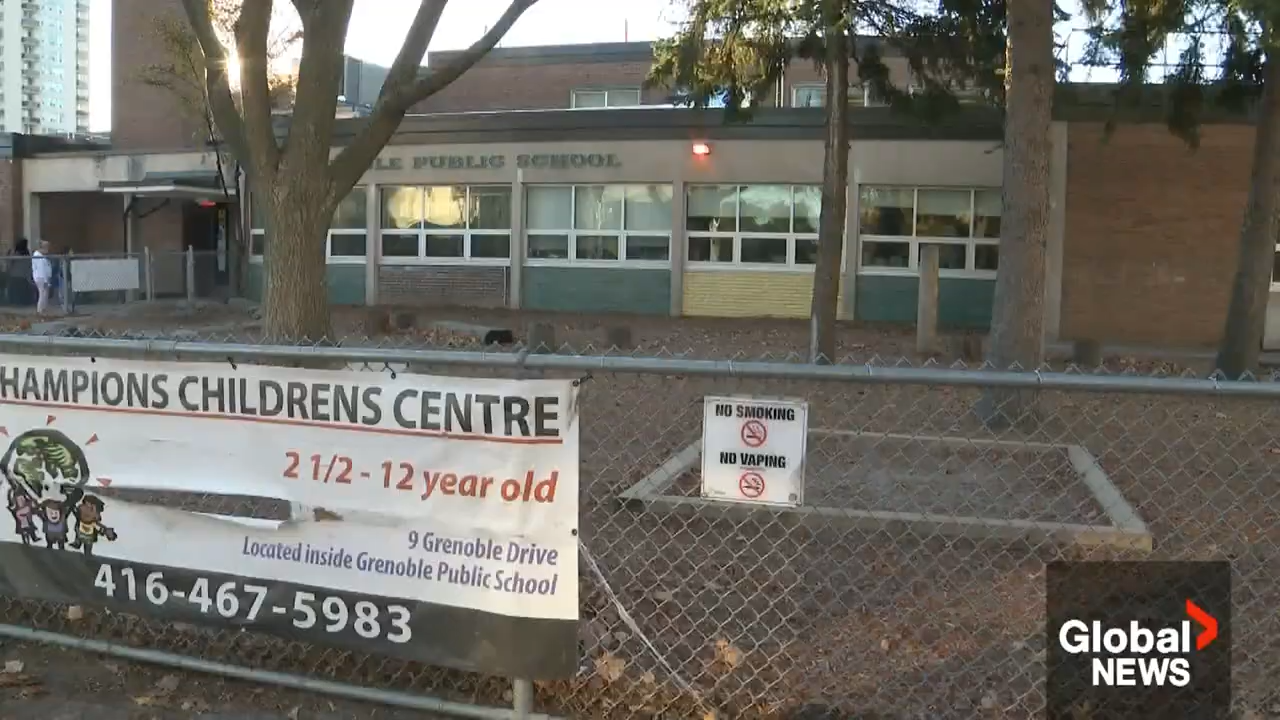 LE PUBLIC SCHOOL
HAMPIONS CHILDRENS CENTRE
2 1/2 - 12 year old
9 Grenoble Drive
Located inside Grenoble Public School
416-467-5983
NO SMOKING
NO VAPING
Global
NEWS